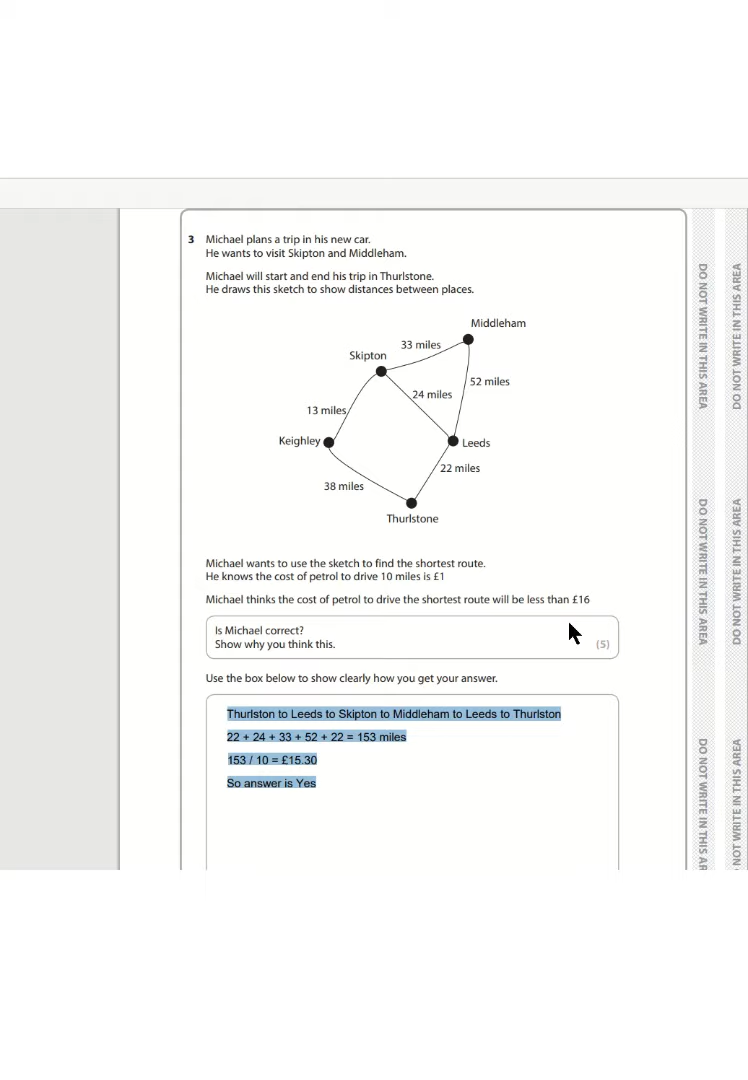 3 Michael plans a trip in his new car.
He wants to visit Skipton and Middleham.
Michael will start and end his trip in Thurlstone.
He draws this sketch to show distances between places.
Middleham
33 miles
Skipton
52 miles
24 miles
13 miles
Keighley
Leeds
22 miles
38 miles
Thurlstone
Michael wants to use the sketch to find the shortest route.
He knows the cost of petrol to drive 10 miles is £1
Michael thinks the cost of petrol to drive the shortest route will be less than £16
Is Michael correct?
Show why you think this. (5)
Use the box below to show clearly how you get your answer.
Thurlston to Leeds to Skipton to Middleham to Leeds to Thurlston
22 + 24 + 33 + 52 + 22 = 153 miles
153 / 10 = £15.30
So answer is Yes
DO NOT WRITE IN THIS AREA
DO NOT WRITE IN THIS AREA
DO NOT WRITE IN THIS AR
DO NOT WRITE IN THIS AREA
DO NOT WRITE IN THIS AREA
NOT WRITE IN THIS AREA